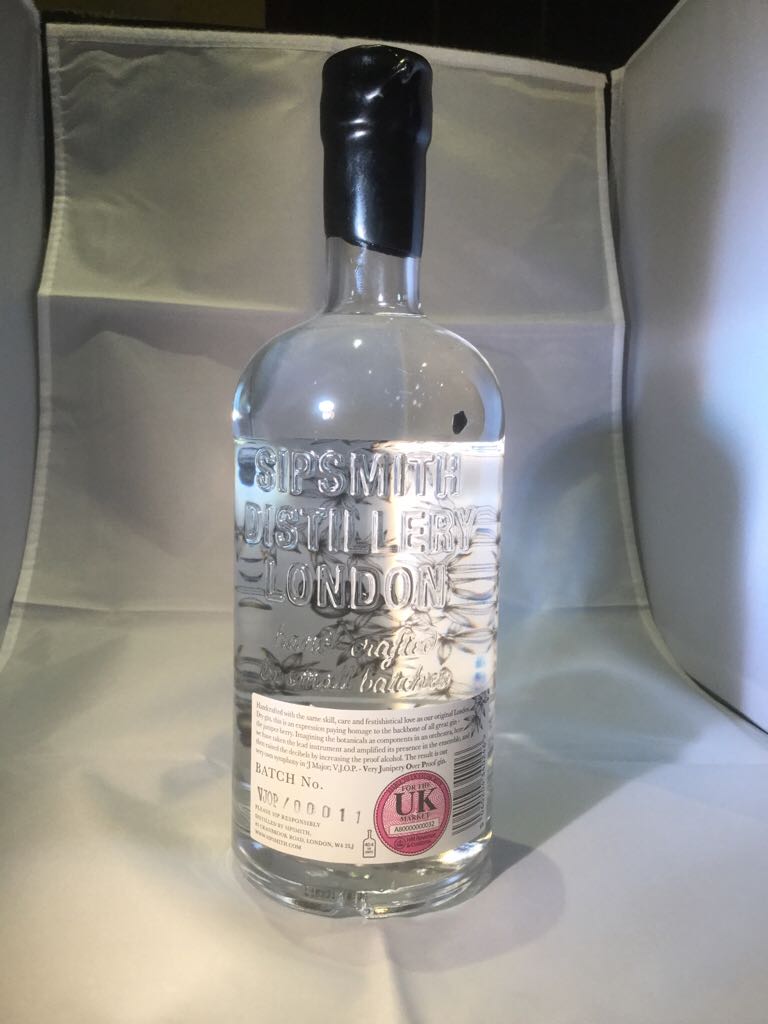 SIPSMITH
DISTILLERY
LONDON
hand crafted
in small batches
Handcrafted with the same skill, care and festishistical love as our original London
Dry gin, this is an expression paying homage to the backbone of all great gin -
the juniper berry. Imagining the botanicals as components in an orchestra,
we have taken the lead instrument and amplified its presence in the ensemble, and
then raised the decibels by increasing the proof alcohol. The result is our
very own symphony in 'J Major; V.J.O.P. - Very Junipery Over Proof gin.
BATCH No.
VJOP/00011
PLEASE SIP RESPONSIBLY
DISTILLED BY SIPSMITH,
CRANBROOK ROAD, LONDON, W4 2LJ
WWW.SIPSMITH.COM
FOR THE
UK
MARKET
A80000000032